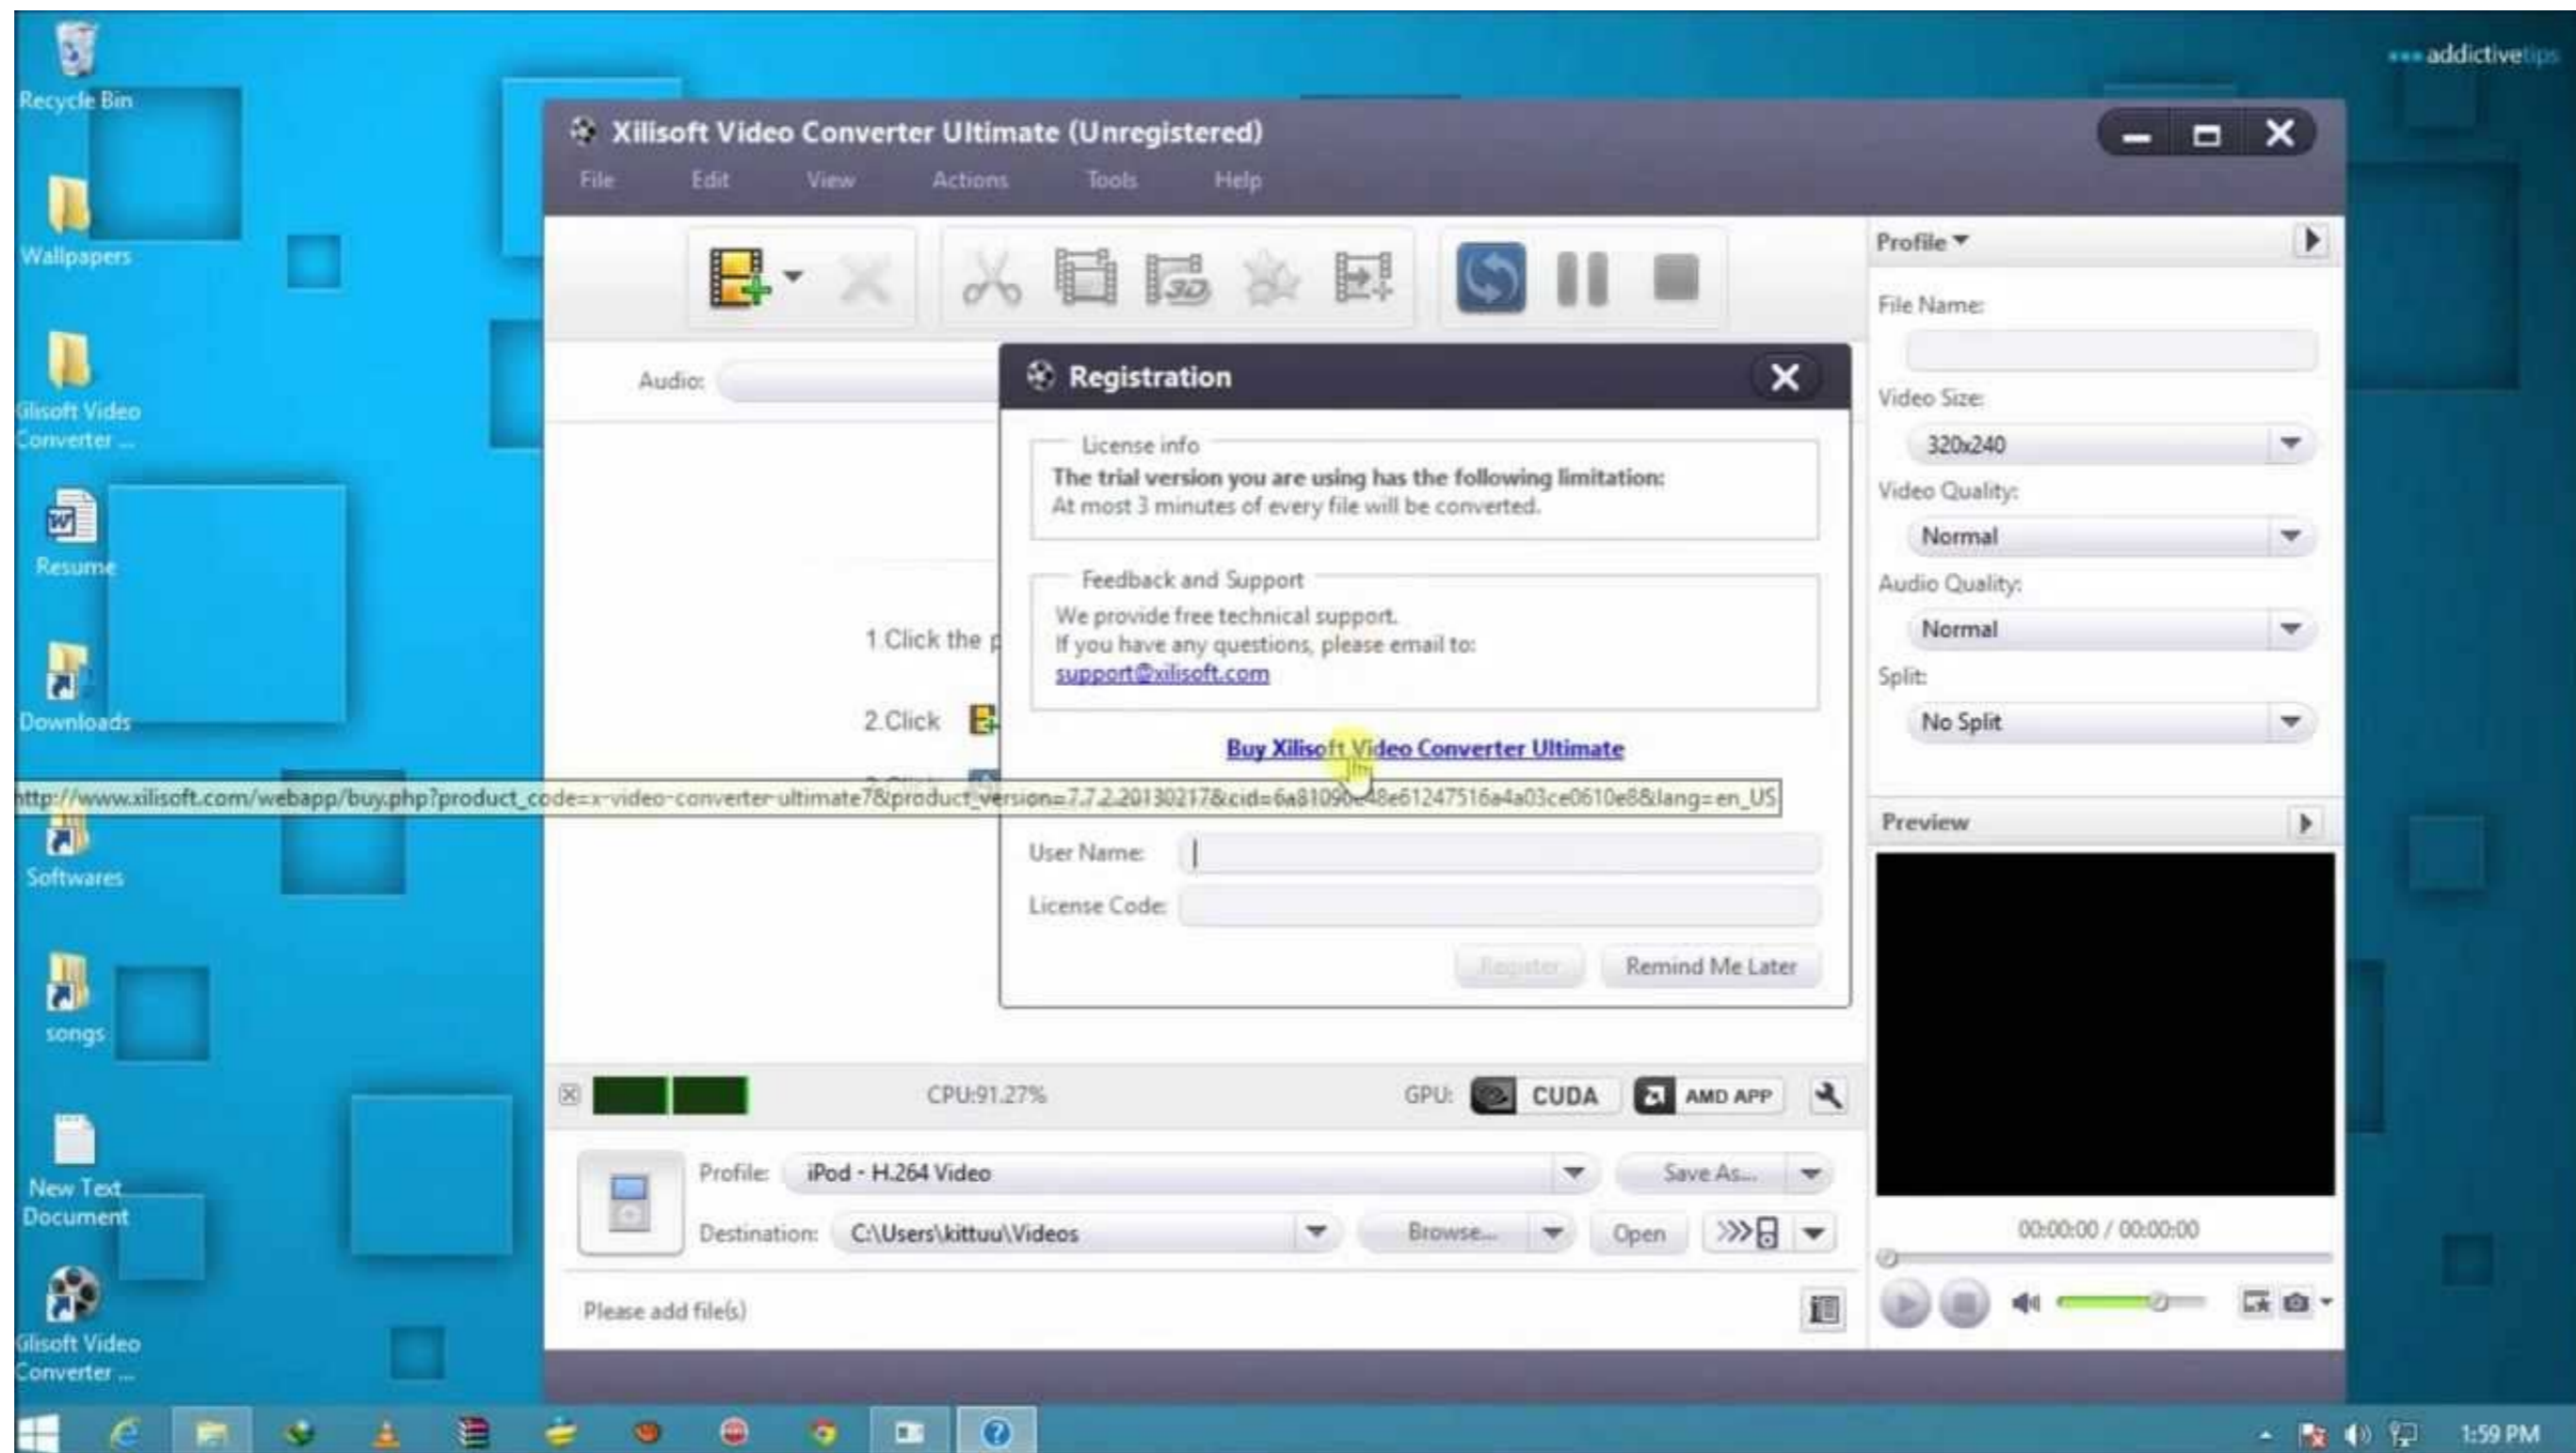 addictivetips
Recycle Bin
Wallpapers
Glisoft Video
Converter ...
Resume
Downloads
Softwares
songs
New Text
Document
Glisoft Video
Converter ...
Xilisoft Video Converter Ultimate (Unregistered)
File Edit View Actions Tools Help
3D
Audio:
1.Click the p
2.Click
Registration
License info
The trial version you are using has the following limitation:
At most 3 minutes of every file will be converted.
Feedback and Support
We provide free technical support.
If you have any questions, please email to:
support@xilisoft.com
Buy Xilisoft Video Converter Ultimate
http://www.xilisoft.com/webapp/buy.php?product_code=x-video-converter-ultimate7&product_version=7.7.2.20130217&cid=6a81090e48e61247516a4a03ce0610e8&lang=en_US
User Name:
License Code:
Register Remind Me Later
Profile
File Name:
Video Size:
320x240
Video Quality:
Normal
Audio Quality:
Normal
Split:
No Split
Preview
00:00:00 / 00:00:00
CPU:91.27%
GPU: CUDA AMD APP
Profile: iPod - H.264 Video Save As...
Destination: C:\Users\kittuu\Videos Browse... Open
Please add file(s)
1:59 PM